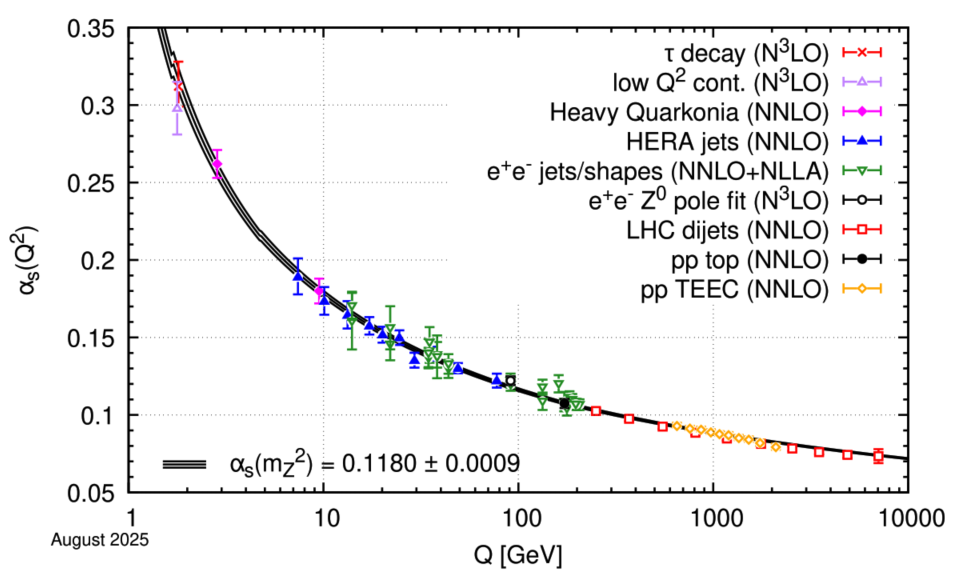 0.35
0.3
0.25
0.2
0.15
0.1
0.05
αs(Q²)
τ decay (N³LO)
low Q² cont. (N³LO)
Heavy Quarkonia (NNLO)
HERA jets (NNLO)
e⁺e⁻ jets/shapes (NNLO+NLLA)
e⁺e⁻ Z⁰ pole fit (N³LO)
LHC dijets (NNLO)
pp top (NNLO)
pp TEEC (NNLO)
αs(mZ²) = 0.1180 ± 0.0009
1 10 100 1000 10000
Q [GeV]
August 2025